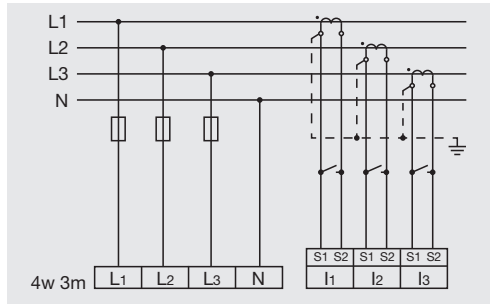 L1
L2
L3
N
S1 S2 S1 S2 S1 S2
4w 3m L1 L2 L3 N I1 I2 I3